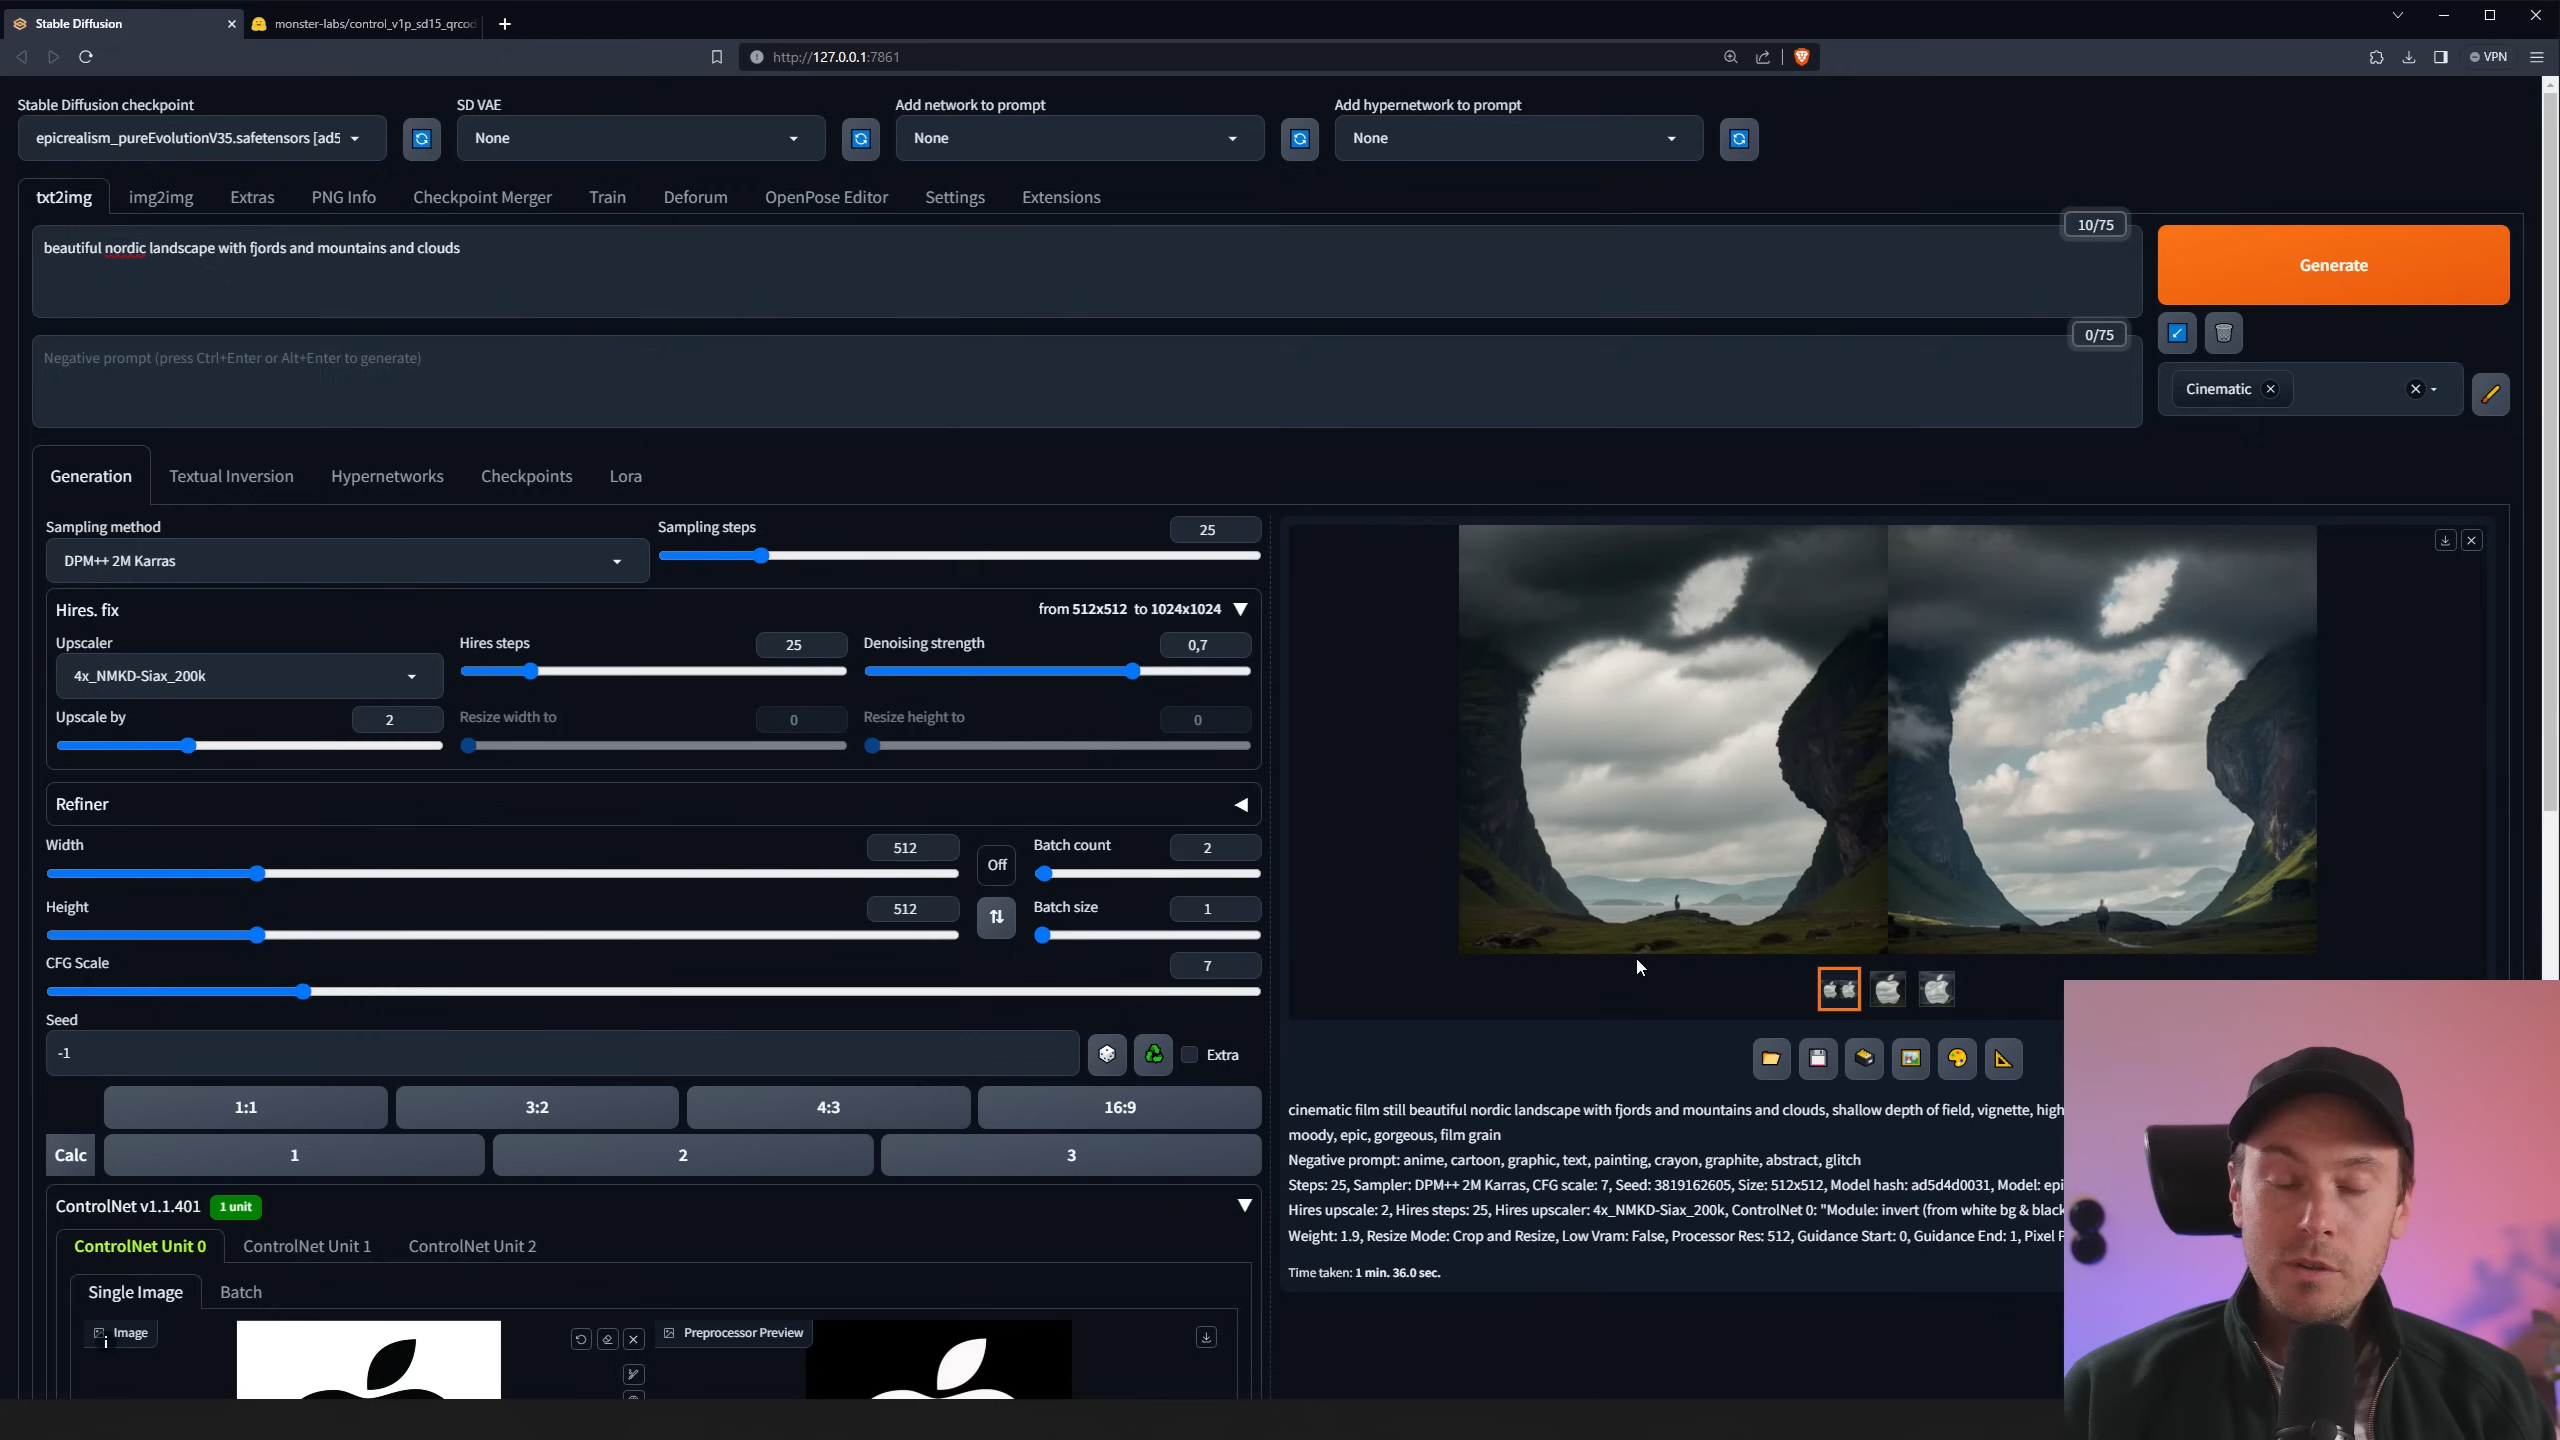 Stable Diffusion
monster-labs/control_v1p_sd15_qrcod
http://127.0.0.1:7861
VPN
Stable Diffusion checkpoint
SD VAE
Add network to prompt
Add hypernetwork to prompt
epicrealism_pureEvolutionV35.safetensors [ad5
None
None
None
txt2img
img2img
Extras
PNG Info
Checkpoint Merger
Train
Deforum
OpenPose Editor
Settings
Extensions
10/75
beautiful nordic landscape with fjords and mountains and clouds
Generate
0/75
Negative prompt (press Ctrl+Enter or Alt+Enter to generate)
Cinematic
Generation
Textual Inversion
Hypernetworks
Checkpoints
Lora
Sampling method
Sampling steps
25
DPM++ 2M Karras
Hires. fix
from 512x512 to 1024x1024
Upscaler
Hires steps
25
Denoising strength
0,7
4x_NMKD-Siax_200k
Upscale by
2
Resize width to
0
Resize height to
0
Refiner
Width
512
Off
Batch count
2
Height
512
Batch size
1
CFG Scale
7
Seed
-1
Extra
1:1
3:2
4:3
16:9
Calc
1
2
3
ControlNet v1.1.401
1 unit
ControlNet Unit 0
ControlNet Unit 1
ControlNet Unit 2
Single Image
Batch
Image
Preprocessor Preview
cinematic film still beautiful nordic landscape with fjords and mountains and clouds, shallow depth of field, vignette, high
moody, epic, gorgeous, film grain
Negative prompt: anime, cartoon, graphic, text, painting, crayon, graphite, abstract, glitch
Steps: 25, Sampler: DPM++ 2M Karras, CFG scale: 7, Seed: 3819162605, Size: 512x512, Model hash: ad5d4d0031, Model: epi
Hires upscale: 2, Hires steps: 25, Hires upscaler: 4x_NMKD-Siax_200k, ControlNet 0: "Module: invert (from white bg & black
Weight: 1.9, Resize Mode: Crop and Resize, Low Vram: False, Processor Res: 512, Guidance Start: 0, Guidance End: 1, Pixel P
Time taken: 1 min. 36.0 sec.